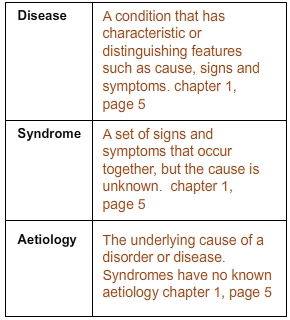 Disease
A condition that has
characteristic or
distinguishing features
such as cause, signs and
symptoms. chapter 1,
page 5
Syndrome
A set of signs and
symptoms that occur
together, but the cause is
unknown.  chapter 1,
page 5
Aetiology
The underlying cause of a
disorder or disease.
Syndromes have no known
aetiology chapter 1, page 5